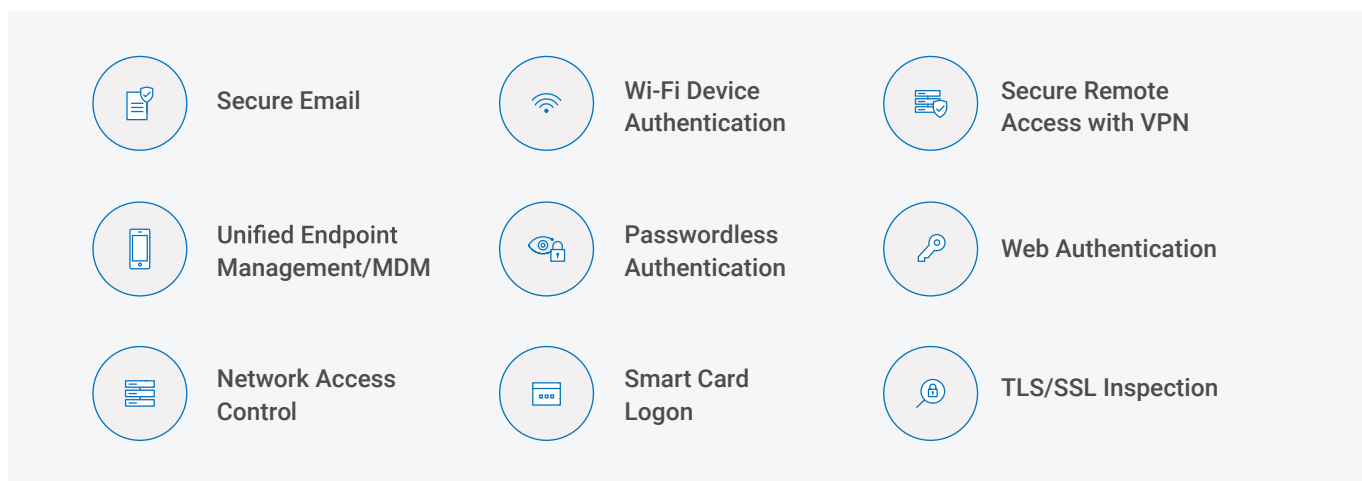 Secure Email
Wi-Fi Device
Authentication
Secure Remote
Access with VPN
Unified Endpoint
Management/MDM
Passwordless
Authentication
Web Authentication
Network Access
Control
Smart Card
Logon
TLS/SSL Inspection